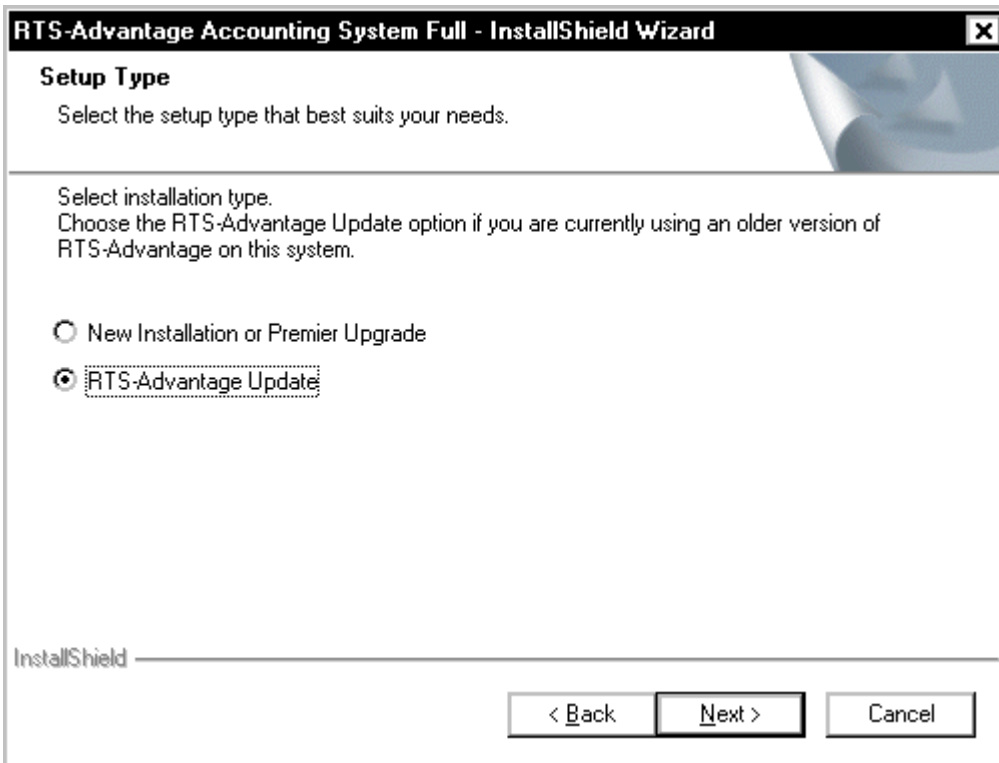 RTS-Advantage Accounting System Full - InstallShield Wizard
Setup Type
Select the setup type that best suits your needs.
Select installation type.
Choose the RTS-Advantage Update option if you are currently using an older version of
RTS-Advantage on this system.
New Installation or Premier Upgrade
RTS-Advantage Update
InstallShield
< Back Next > Cancel